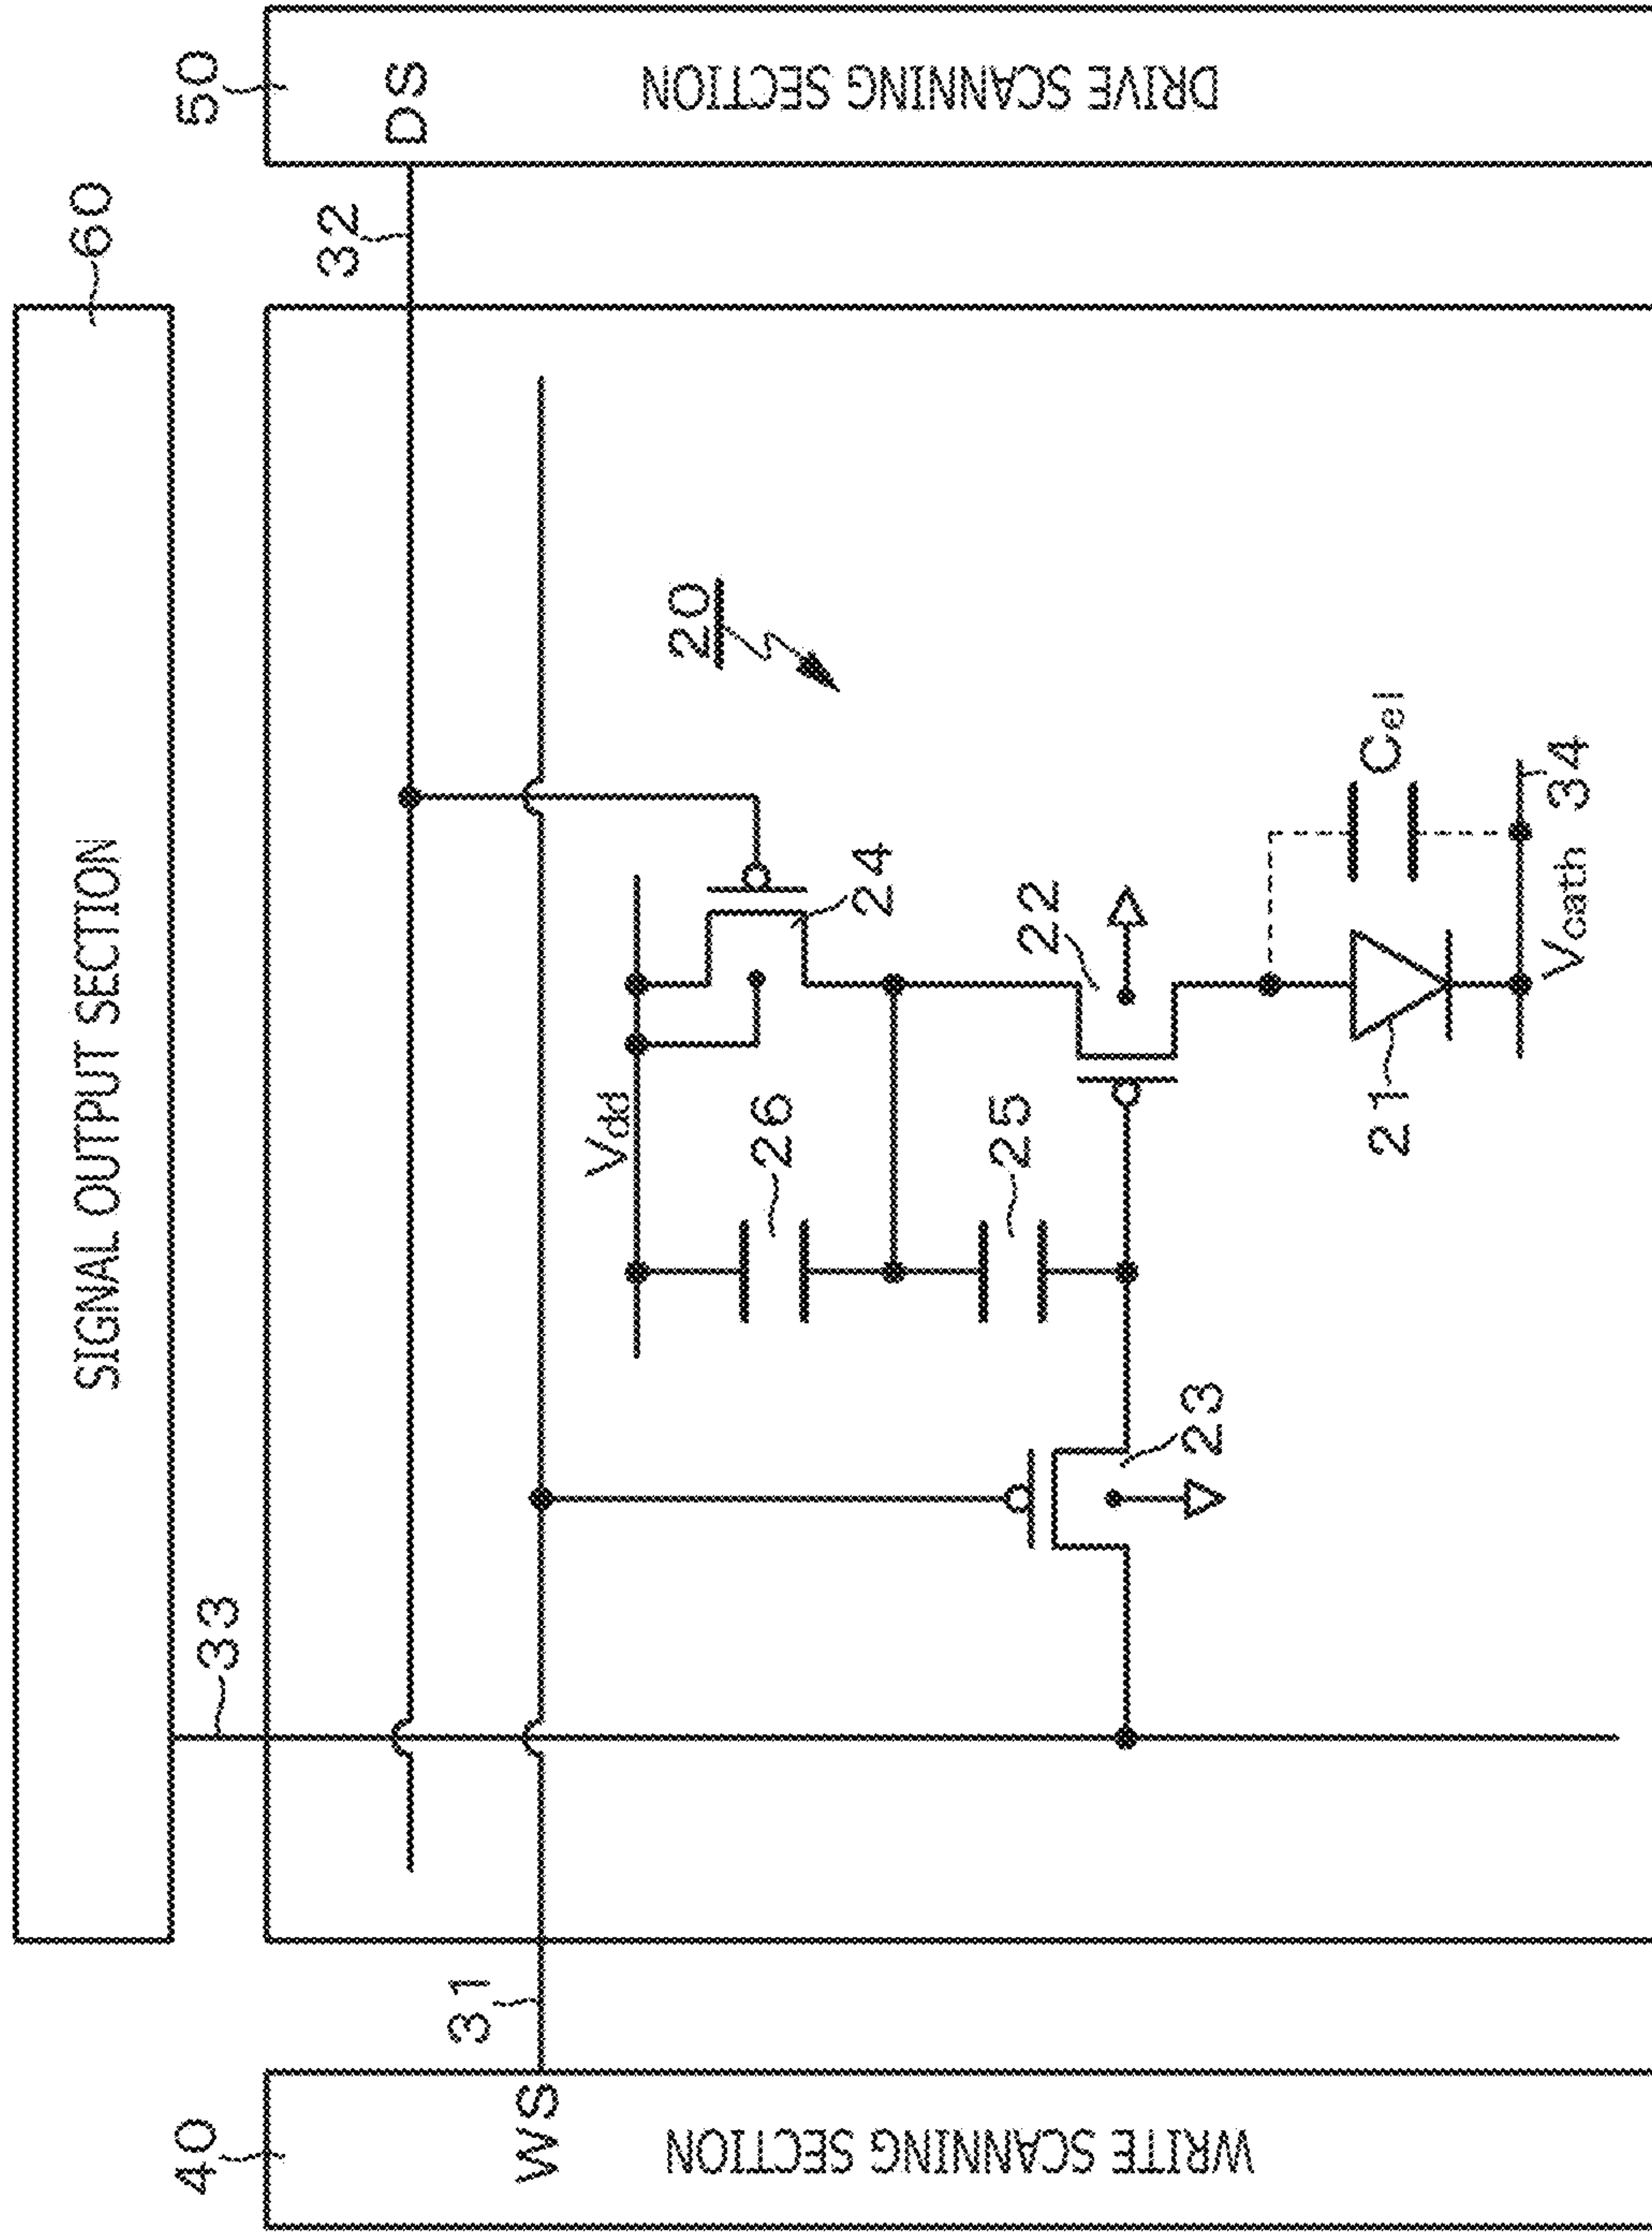 60
SIGNAL OUTPUT SECTION
40
33
50
WS
31
32
DS
WRITE SCANNING SECTION
DRIVE SCANNING SECTION
Vdd
20
26
24
25
22
23
21
Cel
Vcath
34